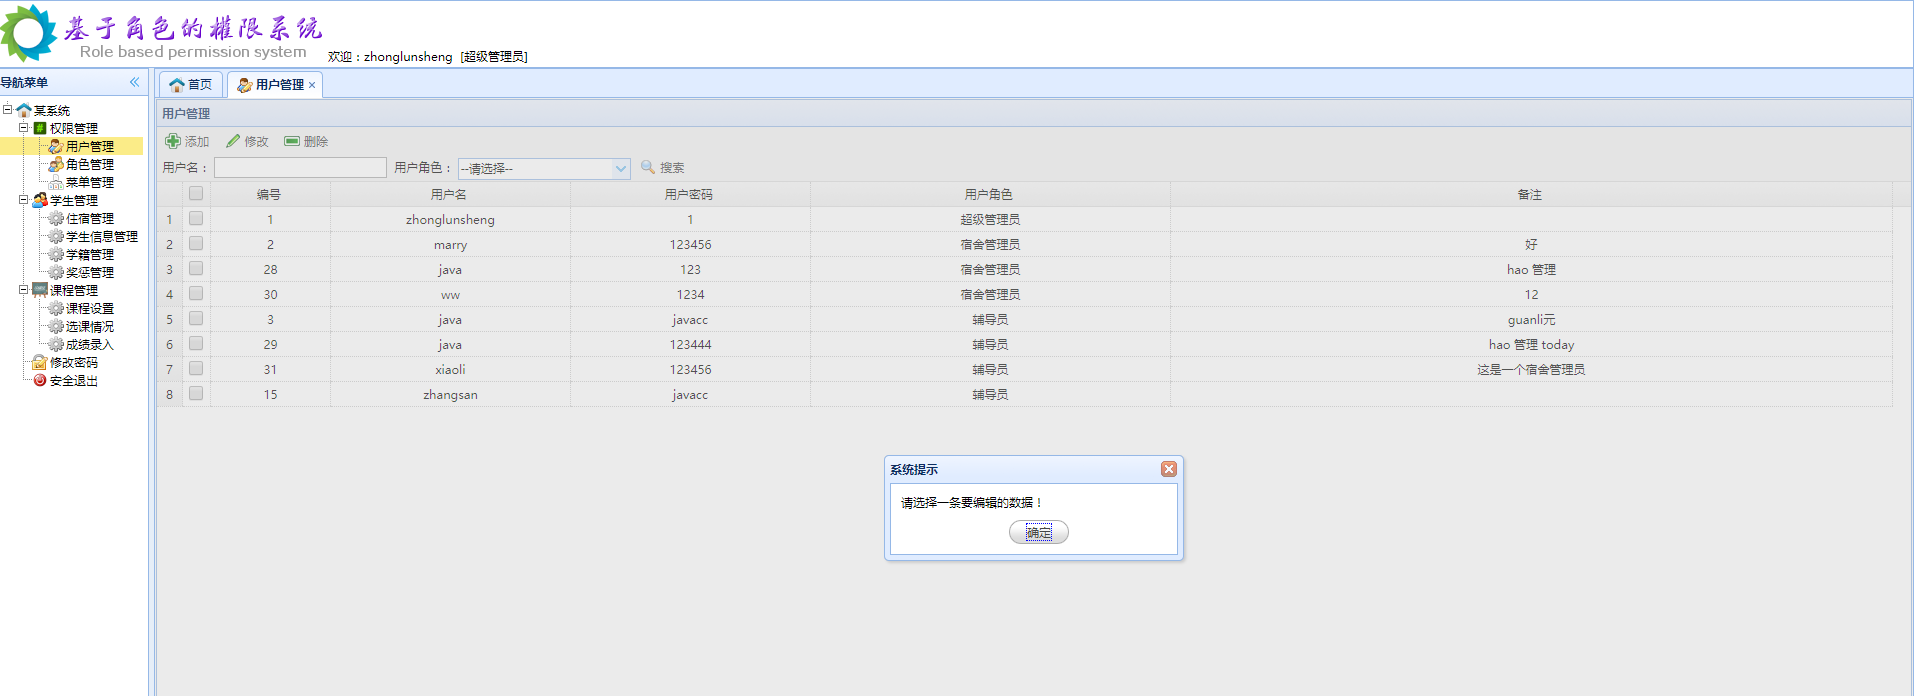 基于角色的權限系统
Role based permission system
欢迎：zhonglunsheng [超级管理员]
导航菜单
某系统
权限管理
用户管理
角色管理
菜单管理
学生管理
住宿管理
学生信息管理
学籍管理
奖惩管理
课程管理
课程设置
选课情况
成绩录入
修改密码
安全退出
首页 用户管理
用户管理
添加 修改 删除
用户名： 用户角色： --请选择-- 搜索
编号 用户名 用户密码 用户角色 备注
1 1 zhonglunsheng 1 超级管理员
2 2 marry 123456 宿舍管理员 好
3 28 java 123 宿舍管理员 hao 管理
4 30 ww 1234 宿舍管理员 12
5 3 java javacc 辅导员 guanli元
6 29 java 123444 辅导员 hao 管理 today
7 31 xiaoli 123456 辅导员 这是一个宿舍管理员
8 15 zhangsan javacc 辅导员
系统提示
请选择一条要编辑的数据！
确定